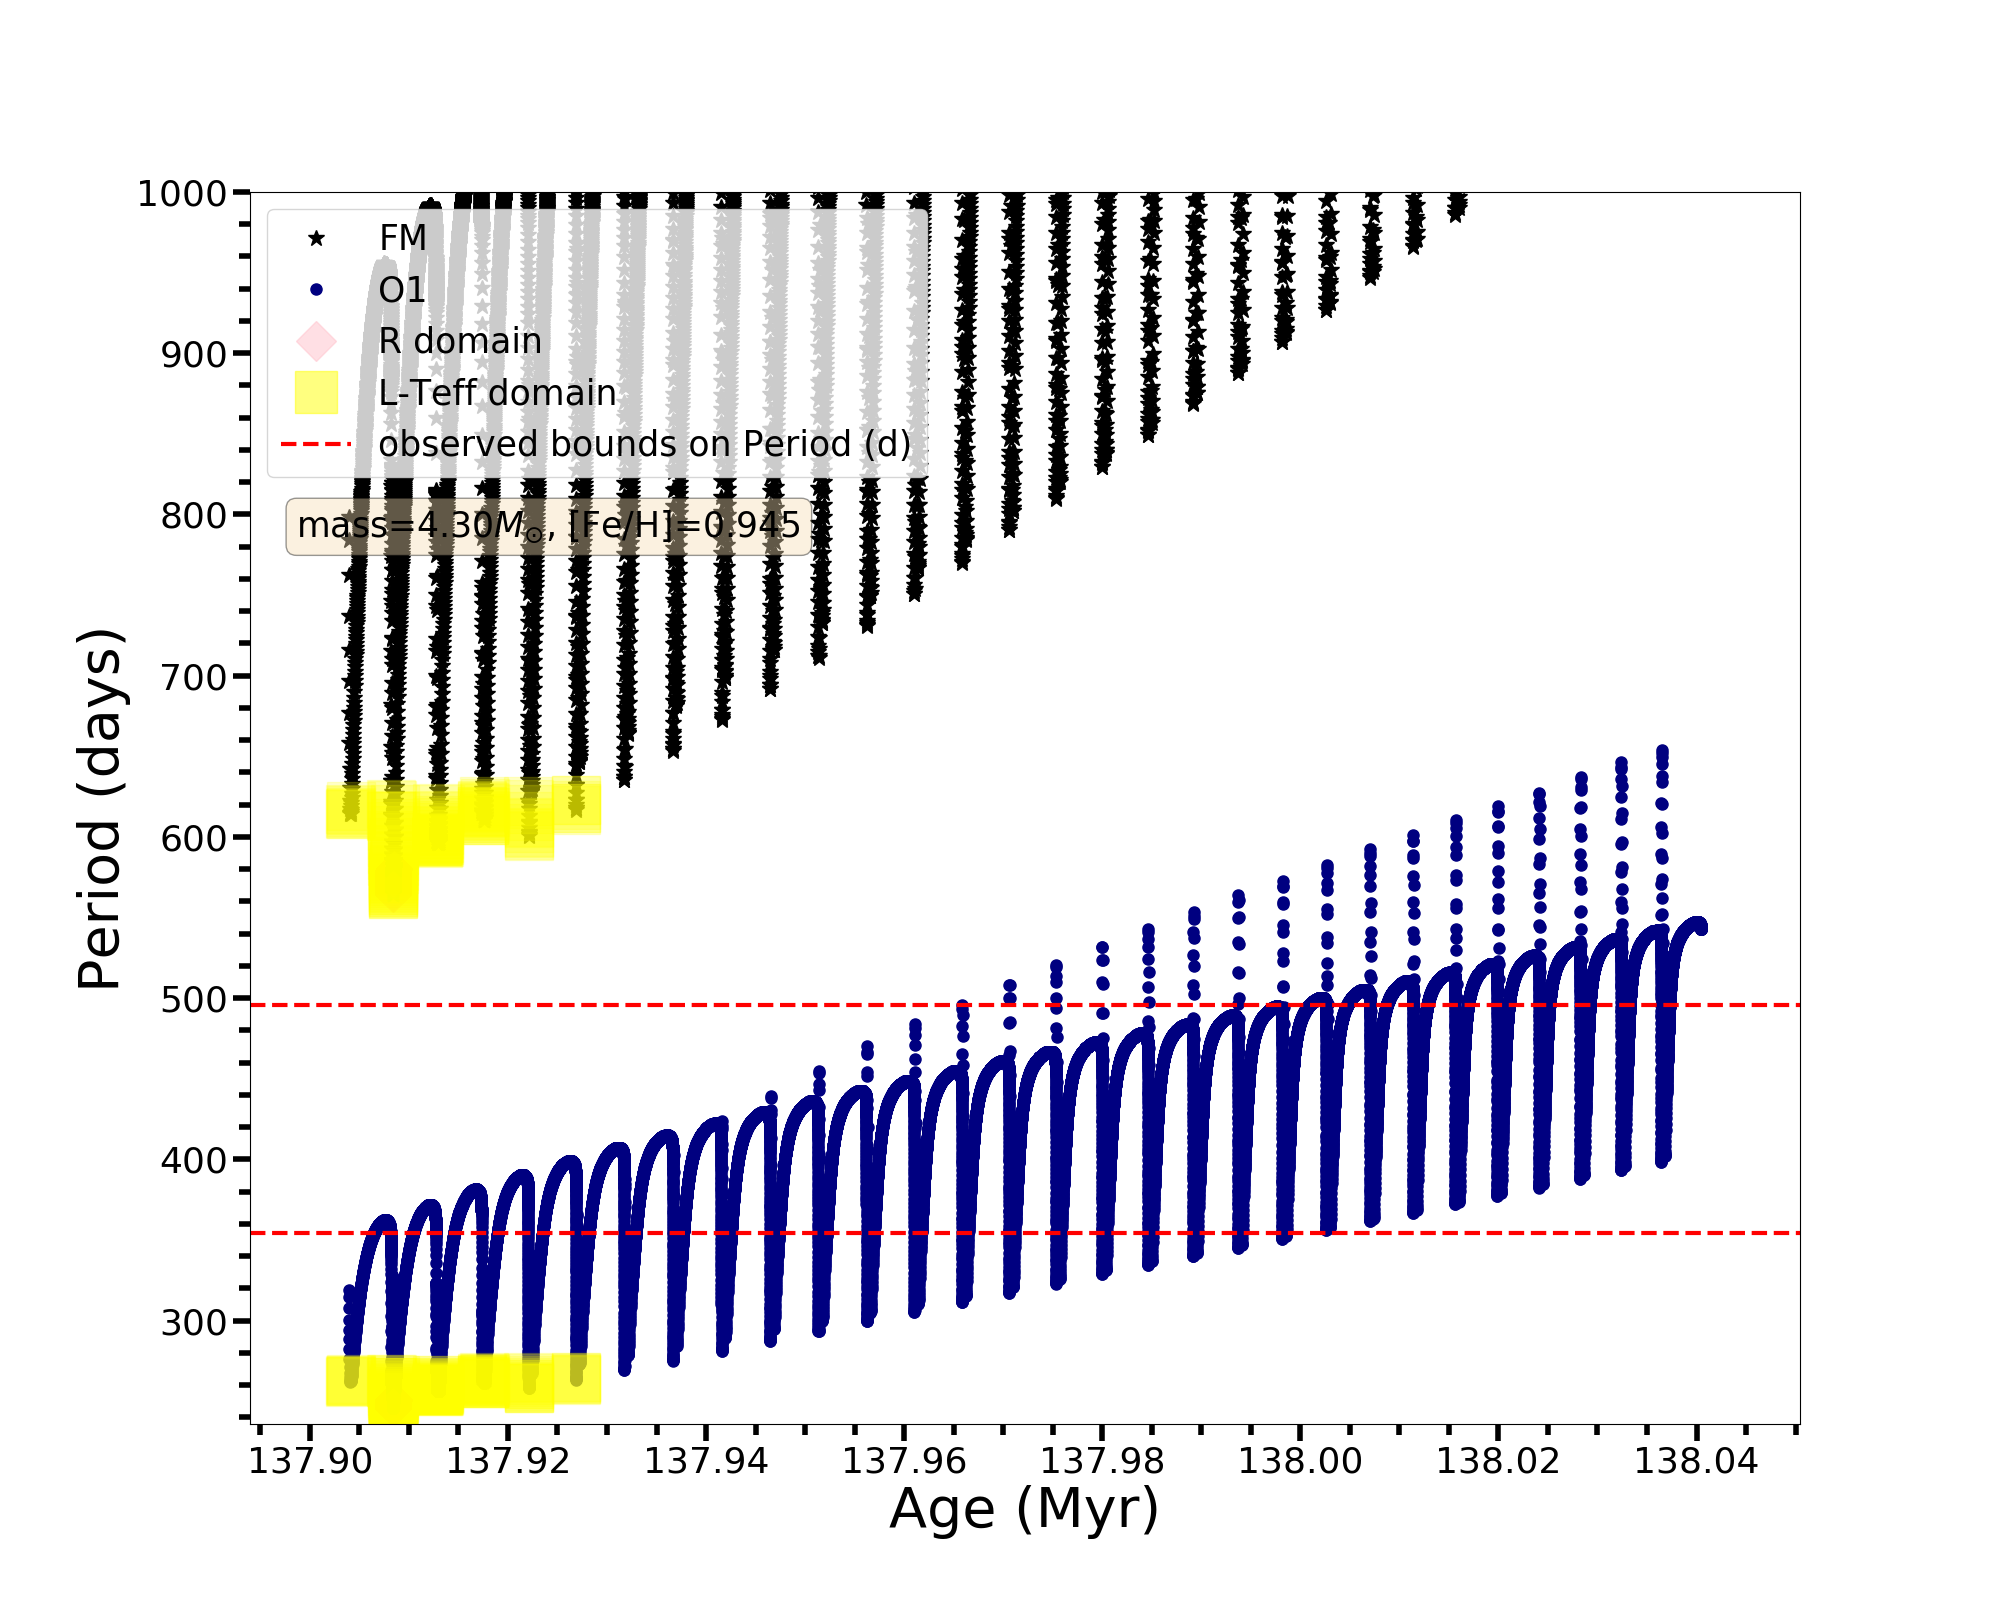 FM
O1
R domain
L-Teff domain
observed bounds on Period (d)
mass=4.30M⊙, [Fe/H]=0.945
Period (days)
1000
900
800
700
600
500
400
300
137.90 137.92 137.94 137.96 137.98 138.00 138.02 138.04
Age (Myr)